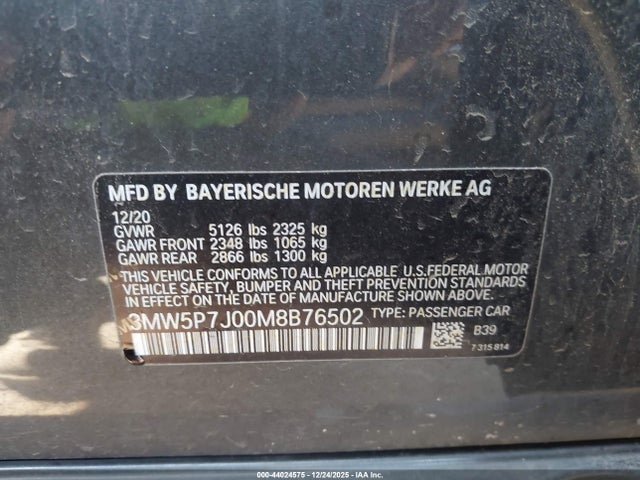 MFD BY BAYERISCHE MOTOREN WERKE AG
12/20
GVWR 5126 lbs 2325 kg
GAWR FRONT 2348 lbs 1065 kg
GAWR REAR 2866 lbs 1300 kg
THIS VEHICLE CONFORMS TO ALL APPLICABLE U.S.FEDERAL MOTOR
VEHICLE SAFETY, BUMPER, AND THEFT PREVENTION STANDARDS
IN EFFECT ON THE DATE OF MANUFACTURE SHOWN ABOVE.
3MW5P7J00M8B76502 TYPE: PASSENGER CAR
B39
7 315 814
000-44024575 - 12/24/2025 - © IAA Inc.